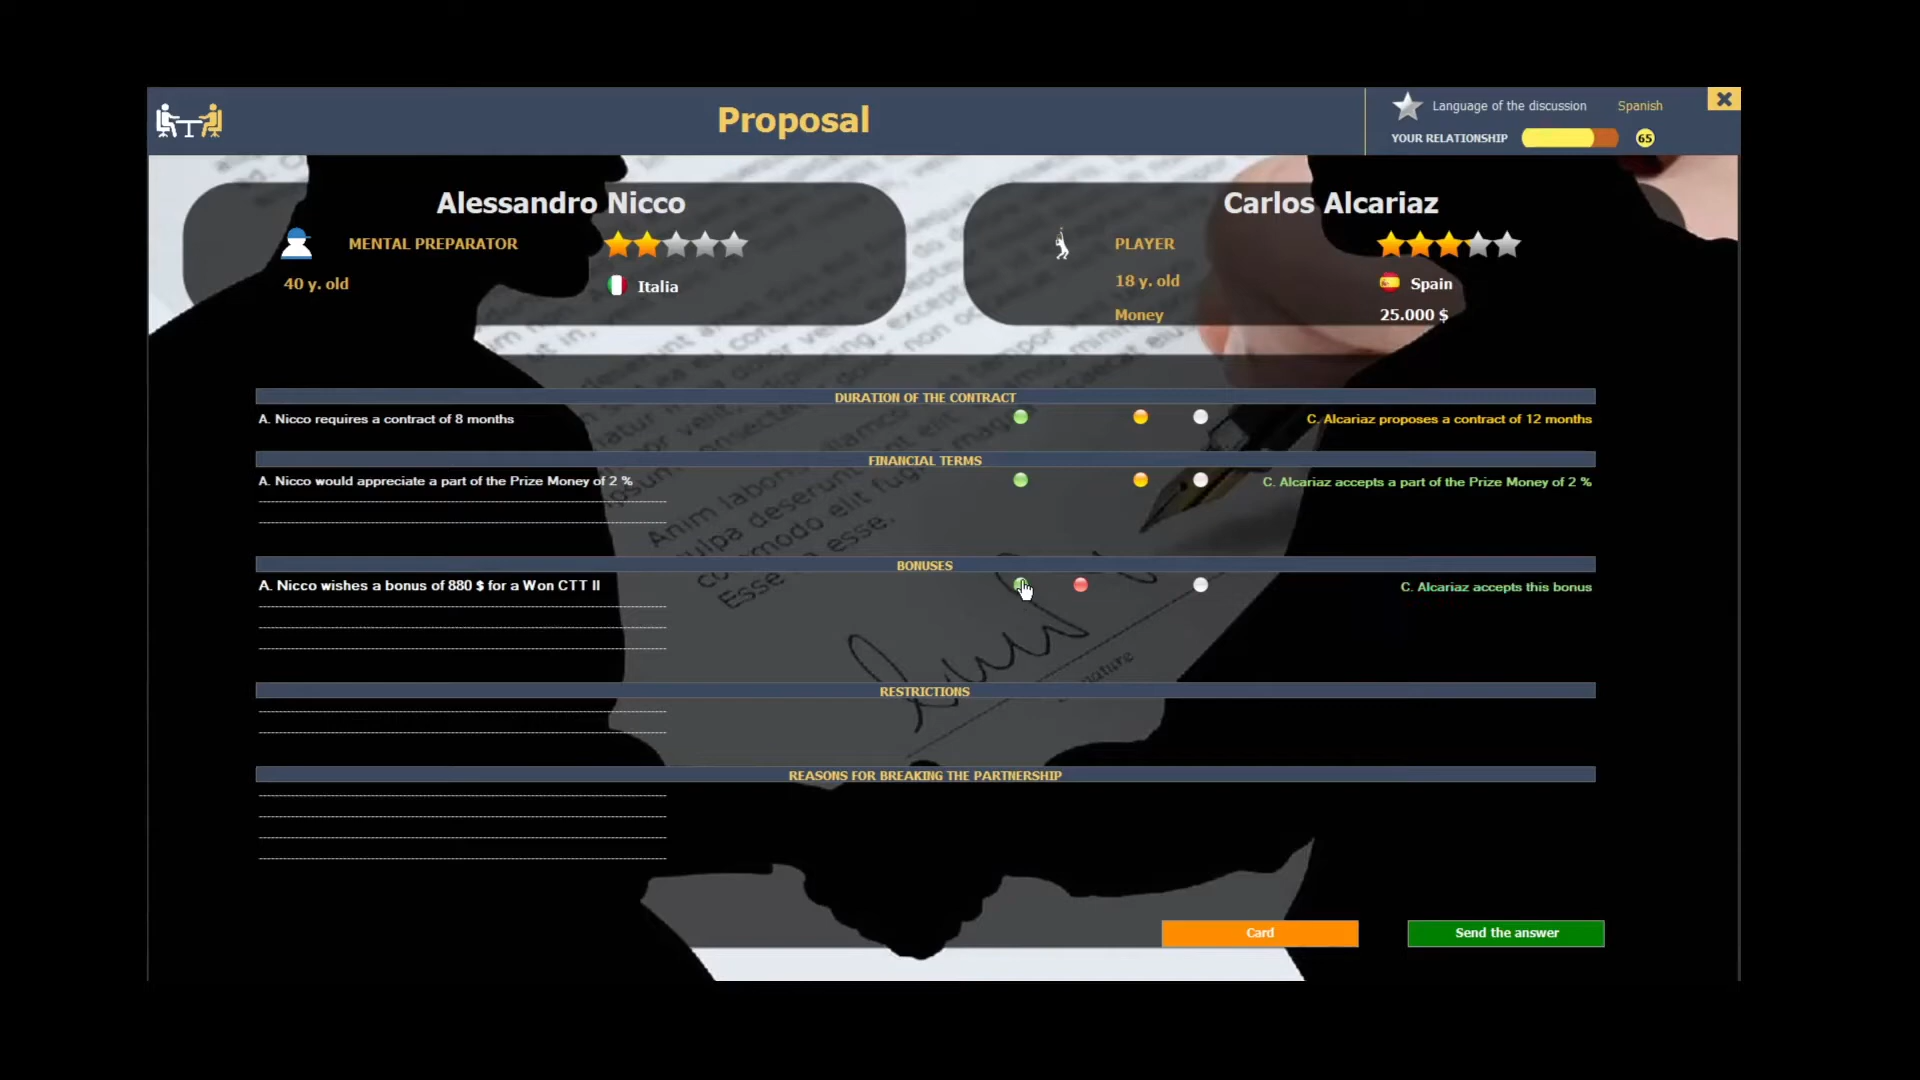 Proposal
Language of the discussion Spanish
YOUR RELATIONSHIP 65
Alessandro Nicco
MENTAL PREPARATOR
40 y. old
Italia
Carlos Alcariaz
PLAYER
18 y. old
Spain
Money 25.000 $
DURATION OF THE CONTRACT
A. Nicco requires a contract of 8 months
C. Alcariaz proposes a contract of 12 months
FINANCIAL TERMS
A. Nicco would appreciate a part of the Prize Money of 2 %
C. Alcariaz accepts a part of the Prize Money of 2 %
BONUSES
A. Nicco wishes a bonus of 880 $ for a Won CTT II
C. Alcariaz accepts this bonus
RESTRICTIONS
REASONS FOR BREAKING THE PARTNERSHIP
Card
Send the answer